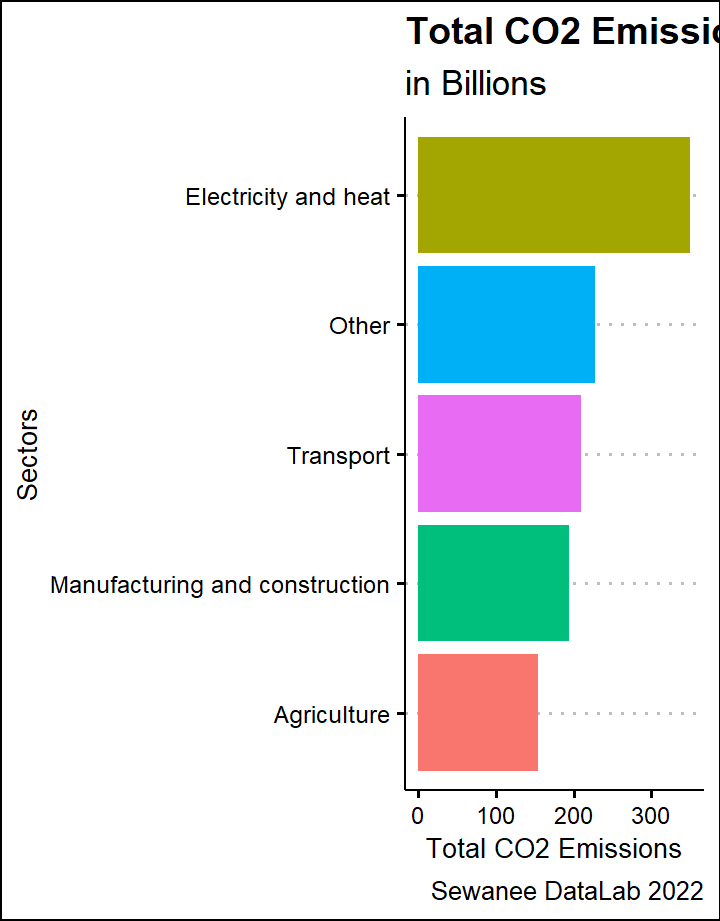 Total CO2 Emissio
in Billions
Electricity and heat
Other
Transport
Manufacturing and construction
Agriculture
Sectors
0 100 200 300
Total CO2 Emissions
Sewanee DataLab 2022